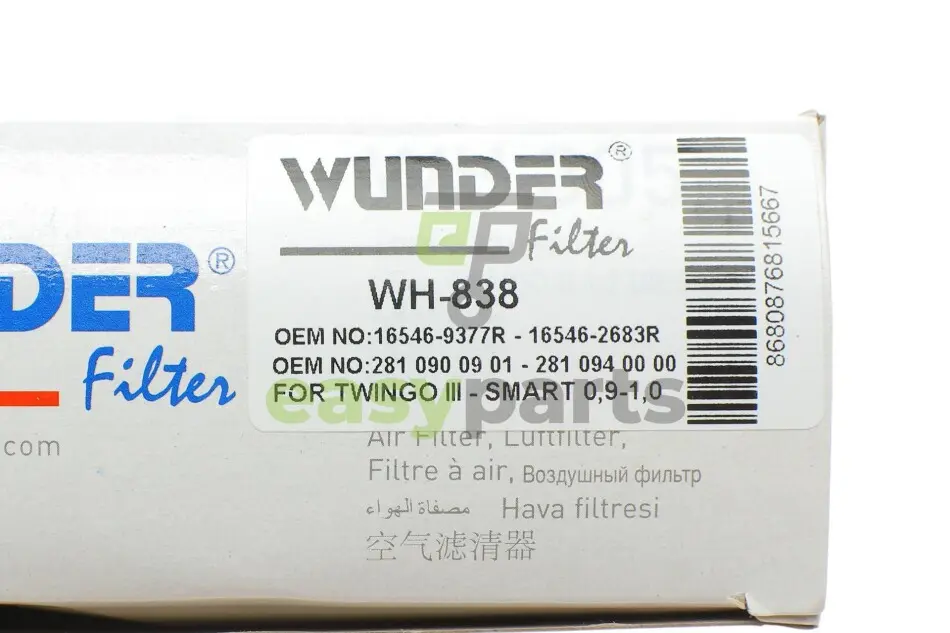 WUNDER®
Filter
WH-838
OEM NO:16546-9377R - 16546-2683R
OEM NO:281 090 09 01 - 281 094 00 00
FOR TWINGO III - SMART 0,9-1,0
8680876815667
easyparts
DER®
Filter
.com
Air Filter, Luftfilter,
Filtre à air, Воздушный фильтр
مصفاة الهواء Hava filtresi
空气滤清器